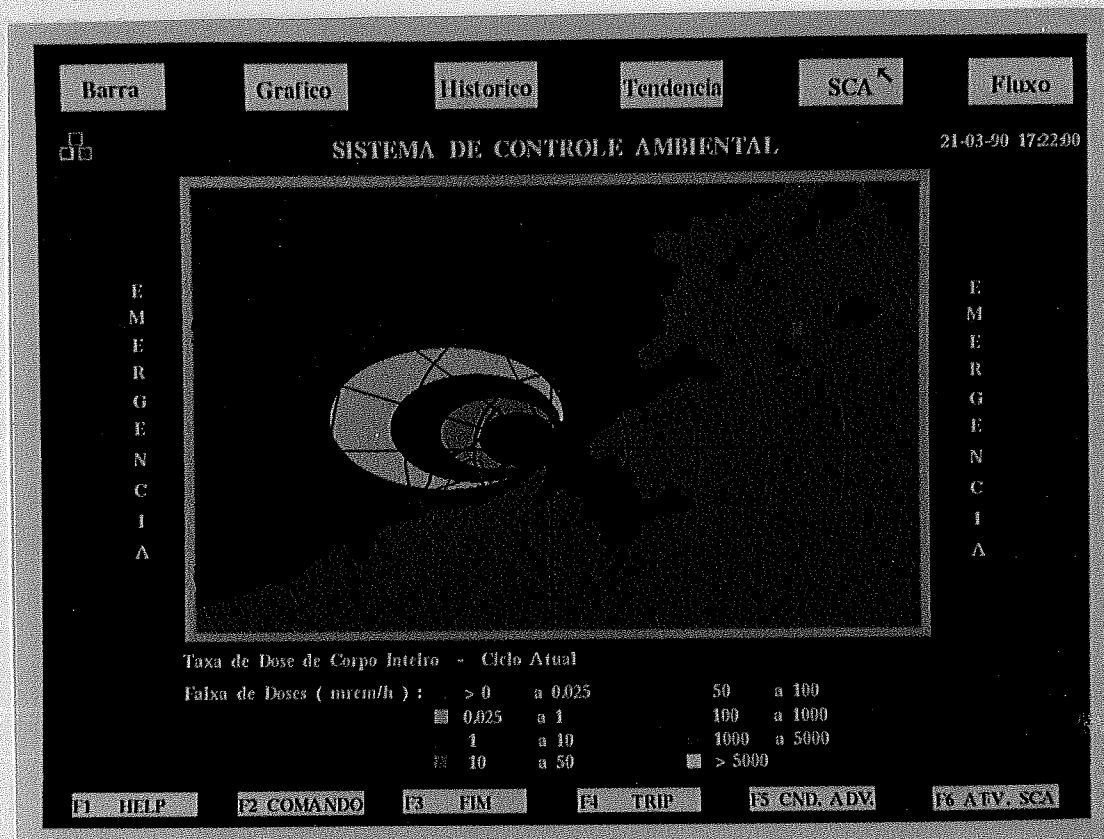 Barra Grafico Historico Tendencia SCA Fluxo
SISTEMA DE CONTROLE AMBIENTAL 21-03-90 17:22:00
EMERGENCIA
EMERGENCIA
Taxa de Dose de Corpo Inteiro - Ciclo Atual
Faixa de Doses ( mrem/h ) : > 0 a 0.025 50 a 100
0.025 a 1 100 a 1000
1 a 10 1000 a 5000
10 a 50 > 5000
F1 HELP F2 COMANDO F3 FIM F4 TRIP F5 CND. ADV. F6 ATV. SCA